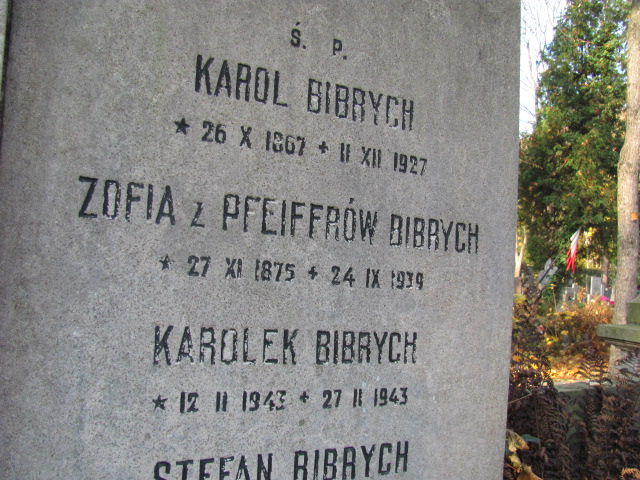 Ś. P.
KAROL BIBRYCH
* 26 X 1867 + 11 XII 1927
ZOFIA z PFEIFFRÓW BIBRYCH
* 27 XI 1875 + 24 IX 1939
KAROLEK BIBRYCH
* 12 II 1943 + 27 II 1943
STEFAN BIBRYCH